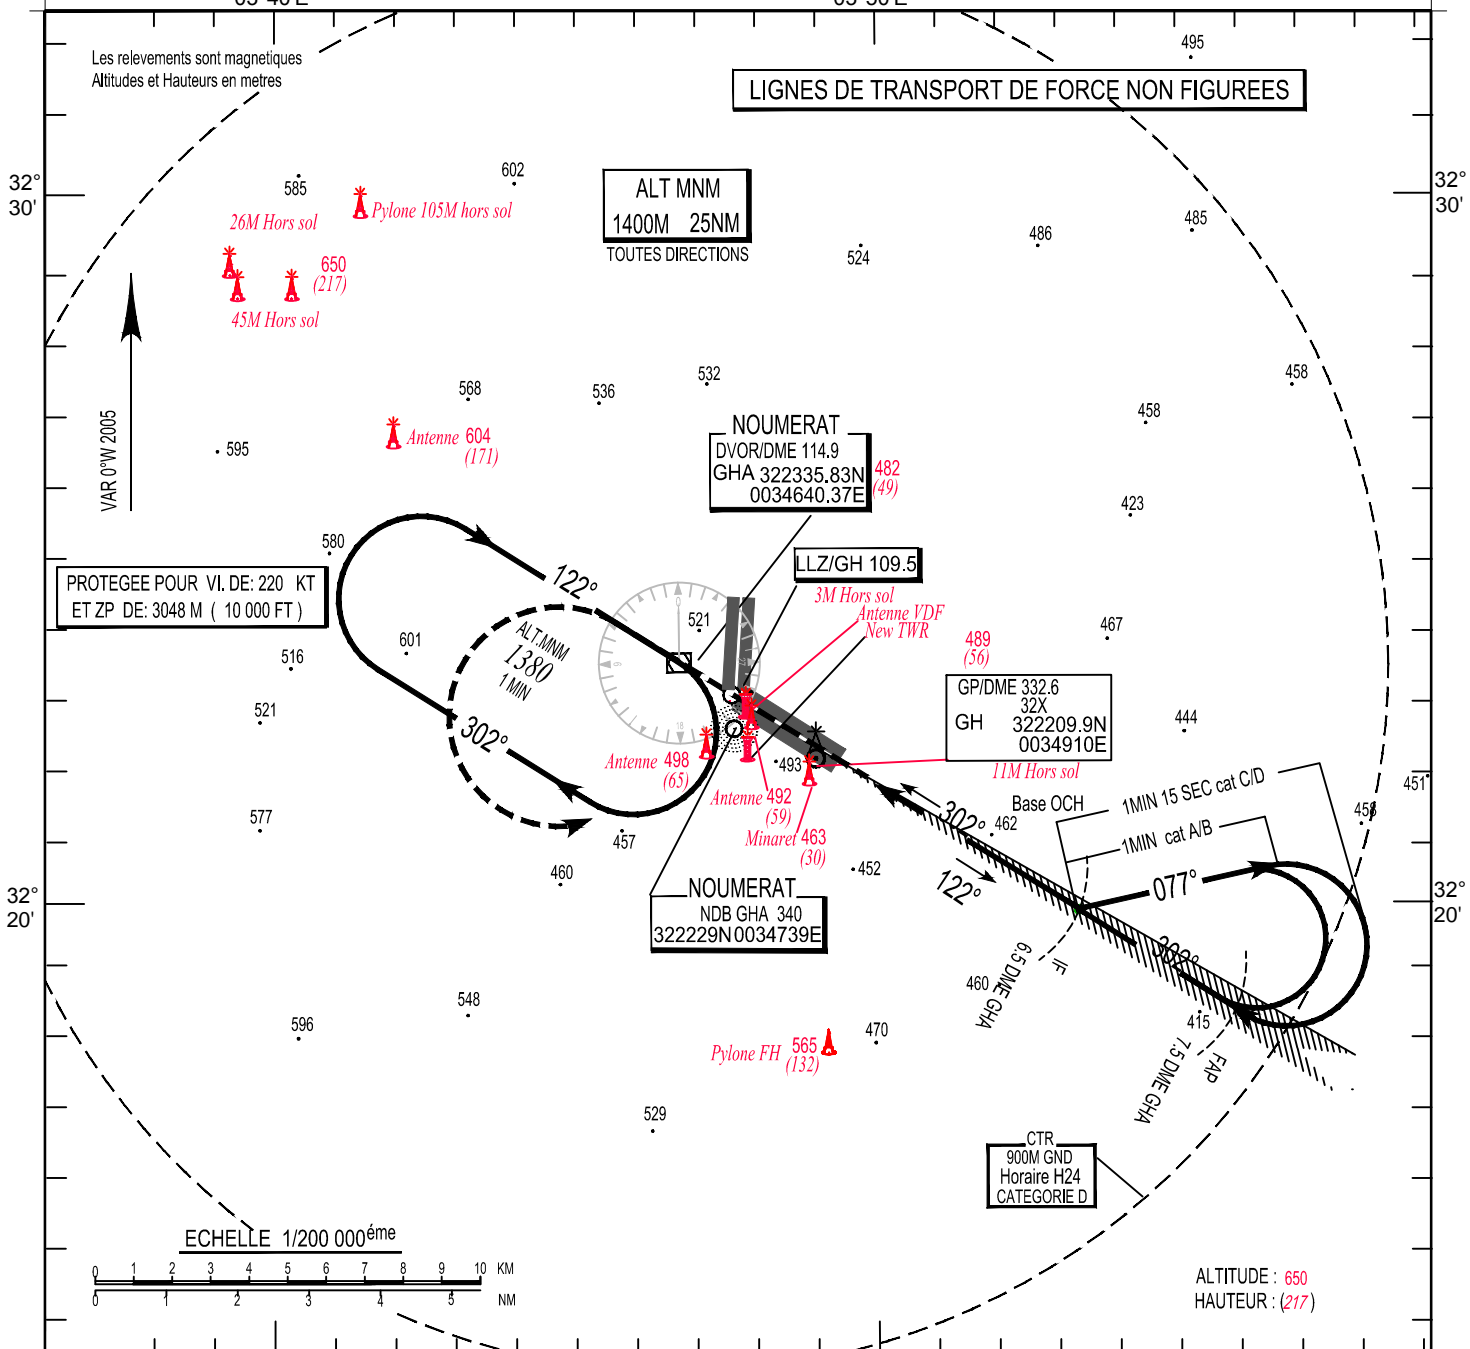 Les relevements sont magnetiques
Altitudes et Hauteurs en metres
LIGNES DE TRANSPORT DE FORCE NON FIGUREES
495
32°
30'
32°
30'
585
602
Pylone 105M hors sol
26M Hors sol
650
(217)
45M Hors sol
ALT MNM
1400M 25NM
TOUTES DIRECTIONS
524
486
485
VAR 0°W 2005
568
536
532
458
458
595
Antenne 604
(171)
NOUMERAT
DVOR/DME 114.9
GHA 322335.83N
0034640.37E
482
(49)
423
580
PROTEGEE POUR VI. DE: 220 KT
ET ZP DE: 3048 M ( 10 000 FT )
122°
LLZ/GH 109.5
3M Hors sol
Antenne VDF
New TWR
0
9
18
27
521
601
516
521
ALT.MNM
1380
1 MIN
302°
467
489
(56)
GP/DME 332.6
32X
GH 322209.9N
0034910E
11M Hors sol
444
451
458
Antenne 498
(65)
493
Antenne 492
(59)
Minaret 463
(30)
577
457
460
452
462
Base OCH
1MIN 15 SEC cat C/D
1MIN cat A/B
302°
122°
077°
302°
32°
20'
32°
20'
NOUMERAT
NDB GHA 340
322229N0034739E
IF
6.5 DME GHA
460
415
FAP
7.5 DME GHA
548
596
470
Pylone FH 565
(132)
529
CTR
900M GND
Horaire H24
CATEGORIE D
ECHELLE 1/200 000éme
0 1 2 3 4 5 6 7 8 9 10 KM
0 1 2 3 4 5 NM
ALTITUDE : 650
HAUTEUR : (217)